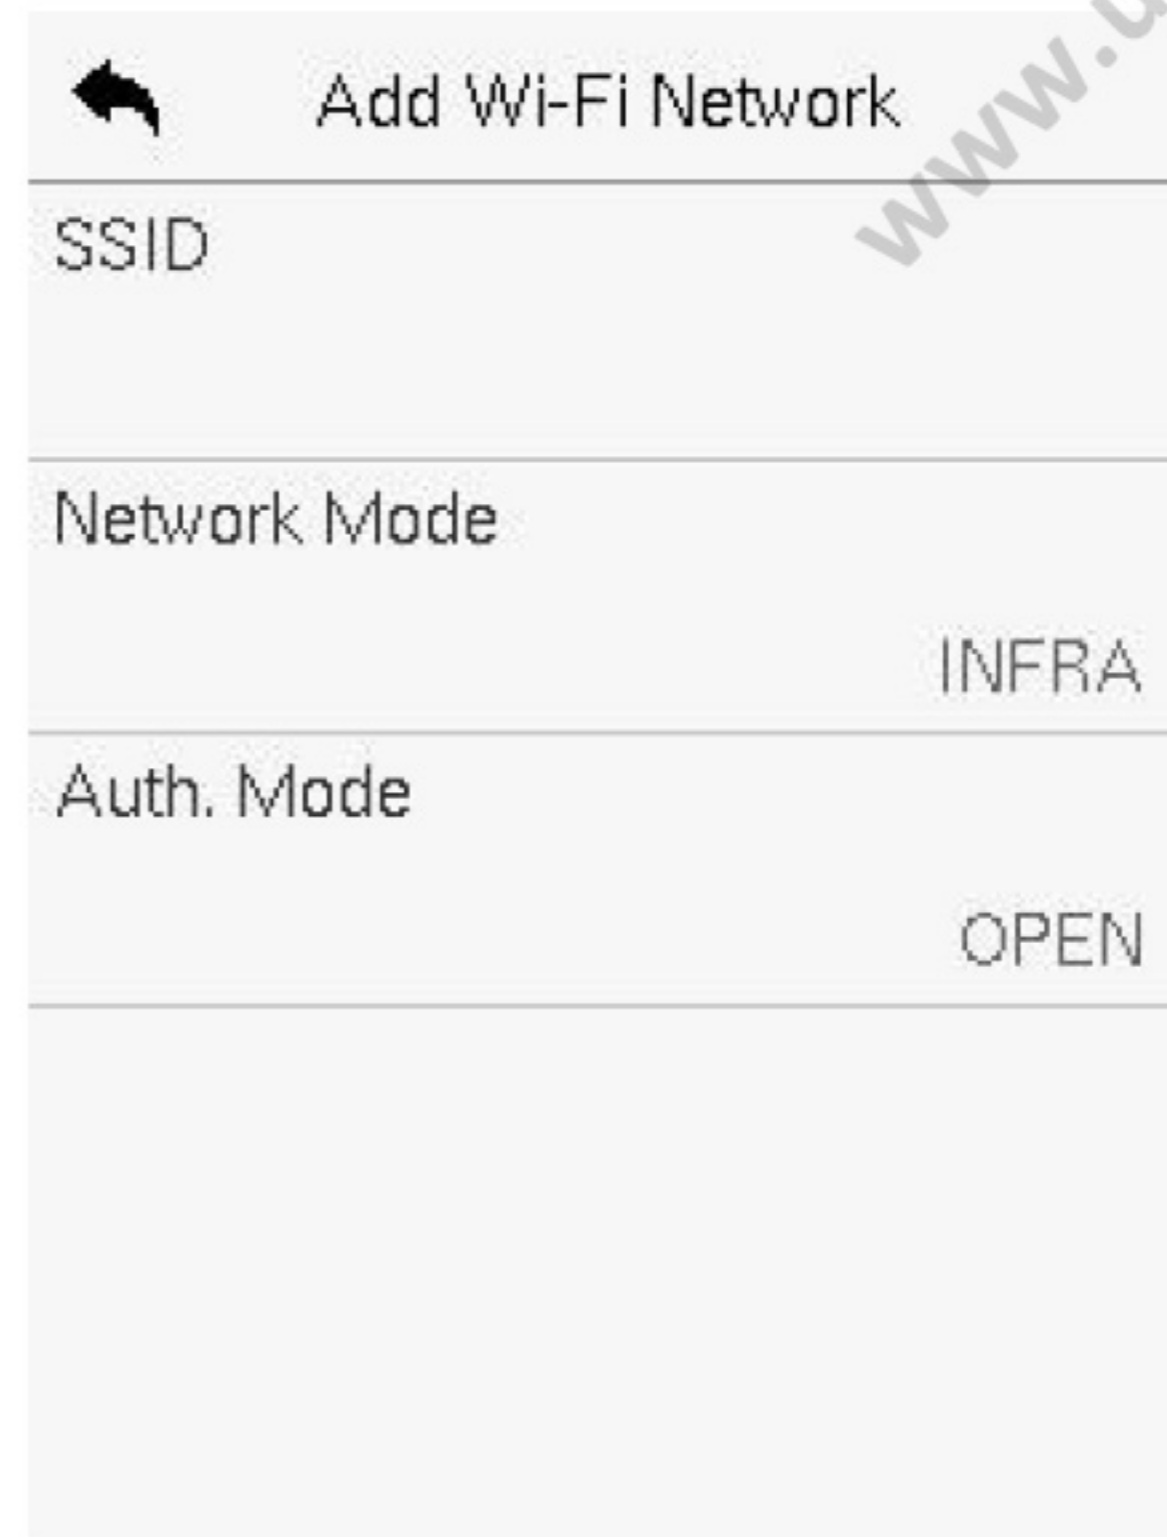 Add Wi-Fi Network
www.u
SSID
Network Mode
INFRA
Auth. Mode
OPEN